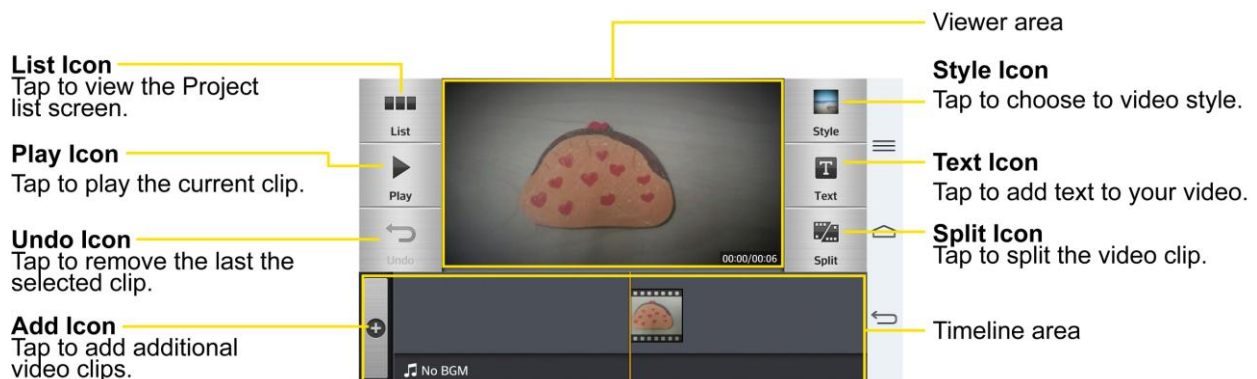 Viewer area
List Icon
Tap to view the Project
list screen.
Style Icon
Tap to choose to video style.
List
Style
Play Icon
Tap to play the current clip.
Text Icon
Tap to add text to your video.
T
Play
Text
Undo Icon
Tap to remove the last the
selected clip.
Split Icon
Tap to split the video clip.
Undo
00:00/00:06
Split
Add Icon
Tap to add additional
video clips.
Timeline area
No BGM